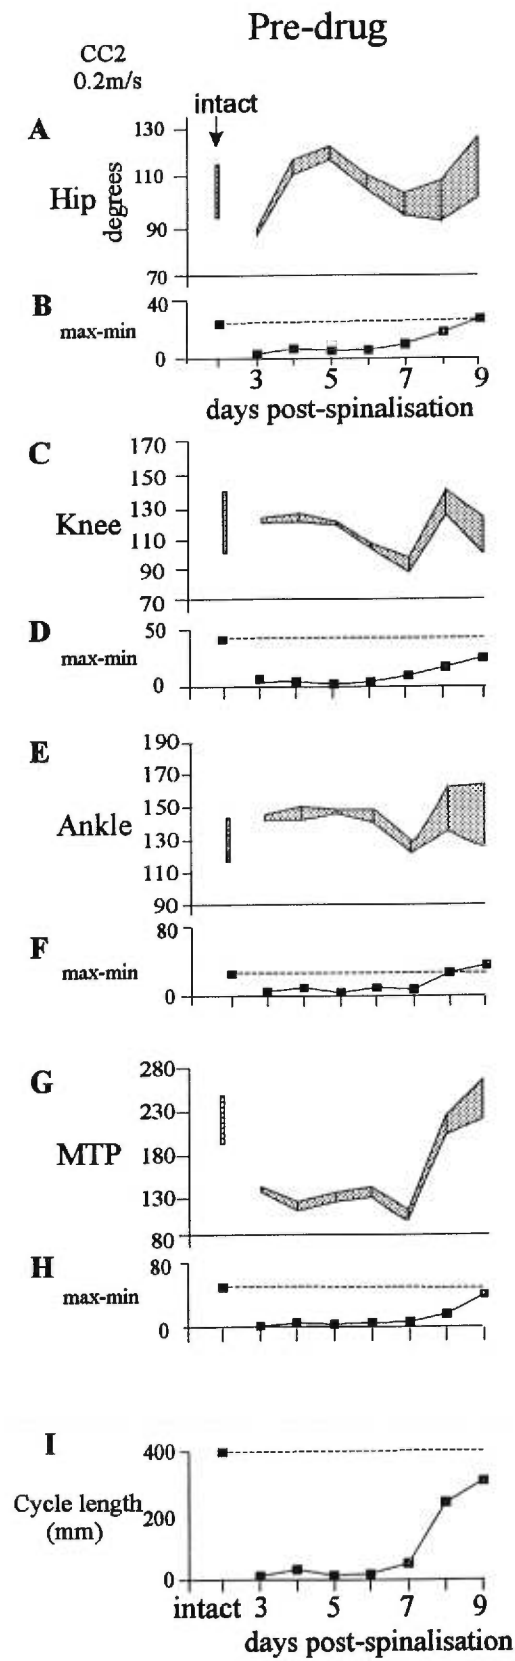 Pre-drug
CC2
0.2m/s
intact
A
130
110
90
70
Hip
degrees
B
max-min
40
0
3 5 7 9
days post-spinalisation
C
170
150
130
110
90
70
Knee
D
max-min
50
0
E
190
170
150
130
110
90
Ankle
F
max-min
80
0
G
280
230
180
130
80
MTP
H
max-min
80
0
I
400
200
0
Cycle length
(mm)
intact 3 5 7 9
days post-spinalisation